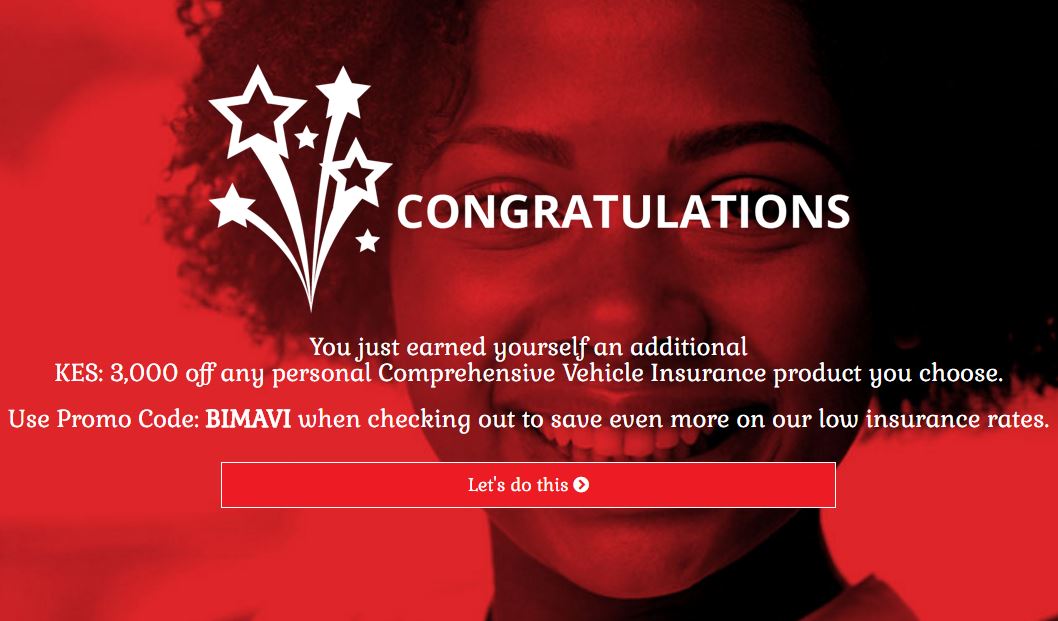 CONGRATULATIONS
You just earned yourself an additional
KES: 3,000 off any personal Comprehensive Vehicle Insurance product you choose.
Use Promo Code: BIMAVI when checking out to save even more on our low insurance rates.
Let's do this